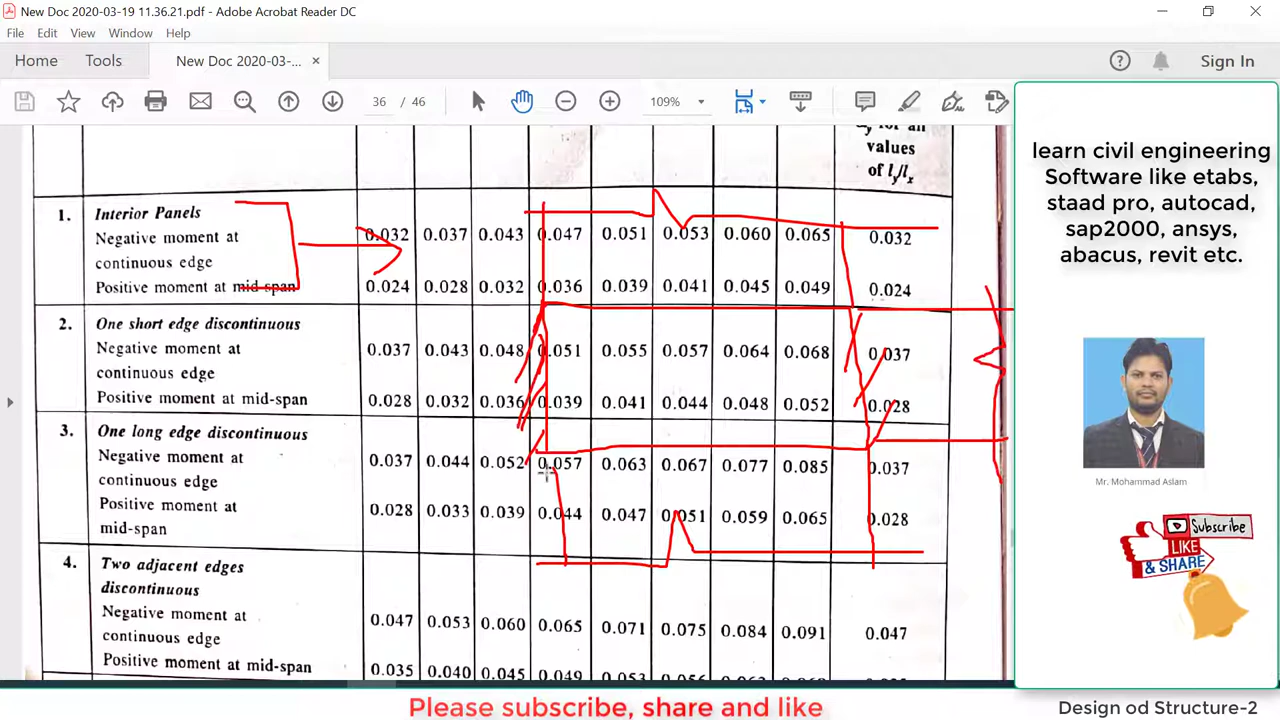 New Doc 2020-03-19 11.36.21.pdf - Adobe Acrobat Reader DC
File Edit View Window Help
Home Tools New Doc 2020-03-... × Sign In
36 / 46 109%
values
of ly/lx
1. Interior Panels
Negative moment at 0.032 0.037 0.043 0.047 0.051 0.053 0.060 0.065 0.032
continuous edge
Positive moment at mid-span 0.024 0.028 0.032 0.036 0.039 0.041 0.045 0.049 0.024
2. One short edge discontinuous
Negative moment at 0.037 0.043 0.048 0.051 0.055 0.057 0.064 0.068 0.037
continuous edge
Positive moment at mid-span 0.028 0.032 0.036 0.039 0.041 0.044 0.048 0.052 0.028
3. One long edge discontinuous
Negative moment at 0.037 0.044 0.052 0.057 0.063 0.067 0.077 0.085 0.037
continuous edge
Positive moment at 0.028 0.033 0.039 0.044 0.047 0.051 0.059 0.065 0.028
mid-span
4. Two adjacent edges
discontinuous
Negative moment at 0.047 0.053 0.060 0.065 0.071 0.075 0.084 0.091 0.047
continuous edge
Positive moment at mid-span 0.035 0.040 0.045 0.049 0.053
learn civil engineering
Software like etabs,
staad pro, autocad,
sap2000, ansys,
abacus, revit etc.
Mr. Mohammad Aslam
Subscribe
LIKE
& SHARE
Please subscribe, share and like
Design od Structure-2